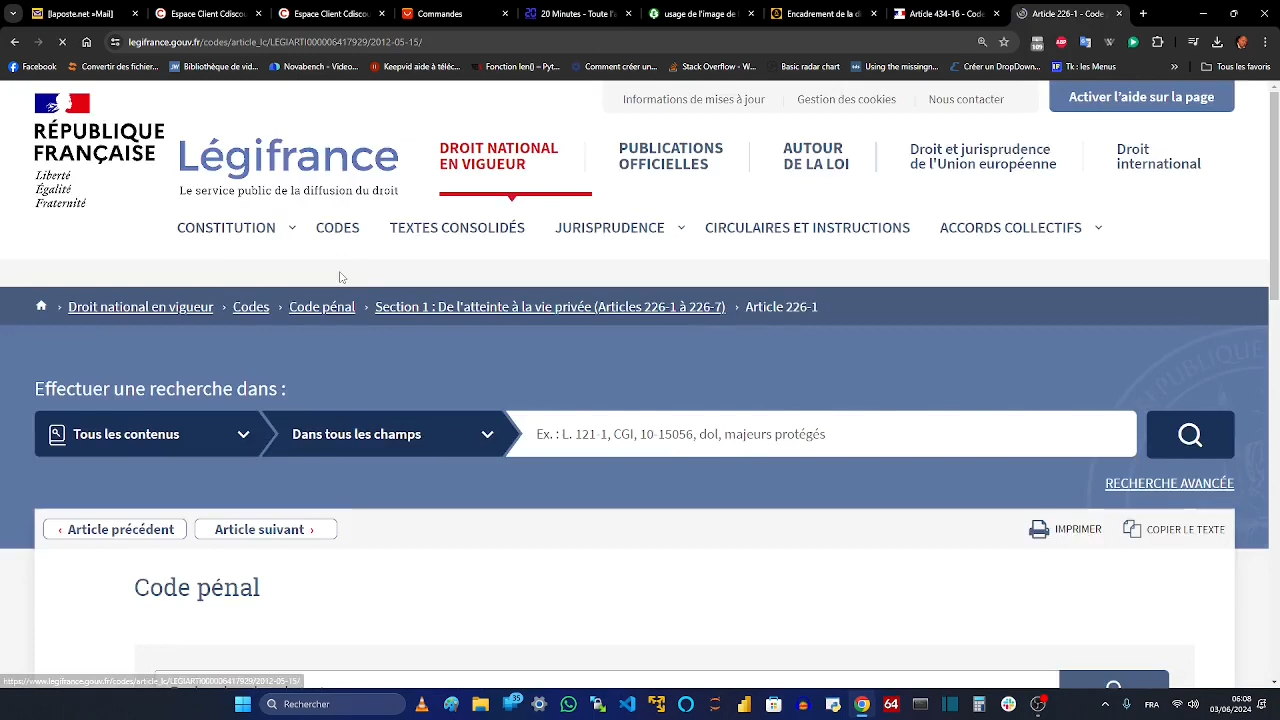 [laposte.net=Mail]
Espace Client Cdiscou
Espace Client Cdiscou
Commandes
20 Minutes - Toute l'a
usage de l'image de
Encadrement de la d
Article 434-16 - Code
Article 226-1 - Code
legifrance.gouv.fr/codes/article_lc/LEGIARTI000006417929/2012-05-15/
Facebook
Convertir des fichier...
Bibliothèque de vid...
Novabench - Video...
Keepvid aide à téléc...
Fonction len() — Pyt...
Comment créer un...
Stack Overflow - W...
Basic radar chart
Using the missingn...
Créer un DropDown...
Tk : les Menus
»
Tous les favoris
Informations de mises à jour
Gestion des cookies
Nous contacter
Activer l'aide sur la page
RÉPUBLIQUE
FRANÇAISE
Liberté
Égalité
Fraternité
Légifrance
Le service public de la diffusion du droit
DROIT NATIONAL
EN VIGUEUR
PUBLICATIONS
OFFICIELLES
AUTOUR
DE LA LOI
Droit et jurisprudence
de l'Union européenne
Droit
international
CONSTITUTION
CODES
TEXTES CONSOLIDÉS
JURISPRUDENCE
CIRCULAIRES ET INSTRUCTIONS
ACCORDS COLLECTIFS
› Droit national en vigueur › Codes › Code pénal › Section 1 : De l'atteinte à la vie privée (Articles 226-1 à 226-7) › Article 226-1
Effectuer une recherche dans :
Tous les contenus
Dans tous les champs
Ex. : L. 121-1, CGI, 10-15056, dol, majeurs protégés
RECHERCHE AVANCÉE
‹ Article précédent
Article suivant ›
IMPRIMER
COPIER LE TEXTE
Code pénal
https://www.legifrance.gouv.fr/codes/article_lc/LEGIARTI000006417929/2012-05-15/
Rechercher
64
FRA
06:08
03/06/2024